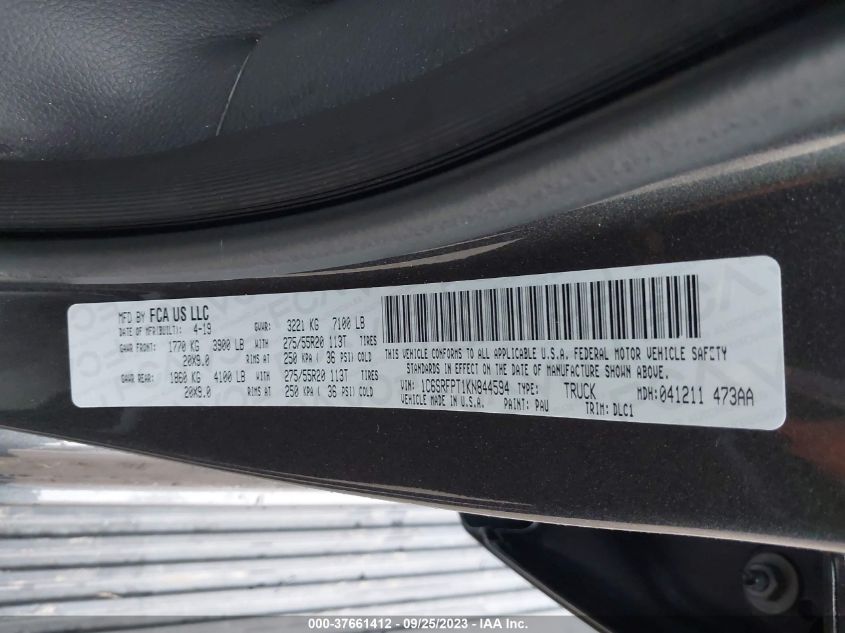 MFD BY FCA US LLC
DATE OF MFR(BUILT): 4-19 GVWR: 3221 KG 7100 LB
GAWR FRONT: 1770 KG 3900 LB WITH 275/55R20 113T TIRES
20X9.0 RIMS AT 250 KPA ( 36 PSI) COLD
GAWR REAR: 1860 KG 4100 LB WITH 275/55R20 113T TIRES
20X9.0 RIMS AT 250 KPA ( 36 PSI) COLD
THIS VEHICLE CONFORMS TO ALL APPLICABLE U.S.A. FEDERAL MOTOR VEHICLE SAFETY
STANDARDS IN EFFECT ON THE DATE OF MANUFACTURE SHOWN ABOVE.
VIN: 1C6SRFPT1KN844594 TYPE: TRUCK MDH:041211 473AA
VEHICLE MADE IN U.S.A. PAINT: PAU TRIM: DLC1
000-37661412 - 09/25/2023 - IAA Inc.